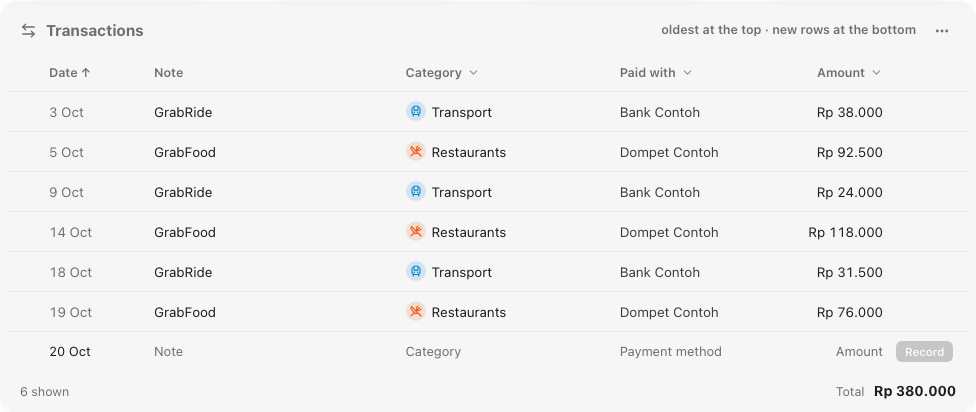 Transactions oldest at the top · new rows at the bottom ···
Date ↑ Note Category Paid with Amount
3 Oct GrabRide Transport Bank Contoh Rp 38.000
5 Oct GrabFood Restaurants Dompet Contoh Rp 92.500
9 Oct GrabRide Transport Bank Contoh Rp 24.000
14 Oct GrabFood Restaurants Dompet Contoh Rp 118.000
18 Oct GrabRide Transport Bank Contoh Rp 31.500
19 Oct GrabFood Restaurants Dompet Contoh Rp 76.000
20 Oct Note Category Payment method Amount Record
6 shown Total Rp 380.000